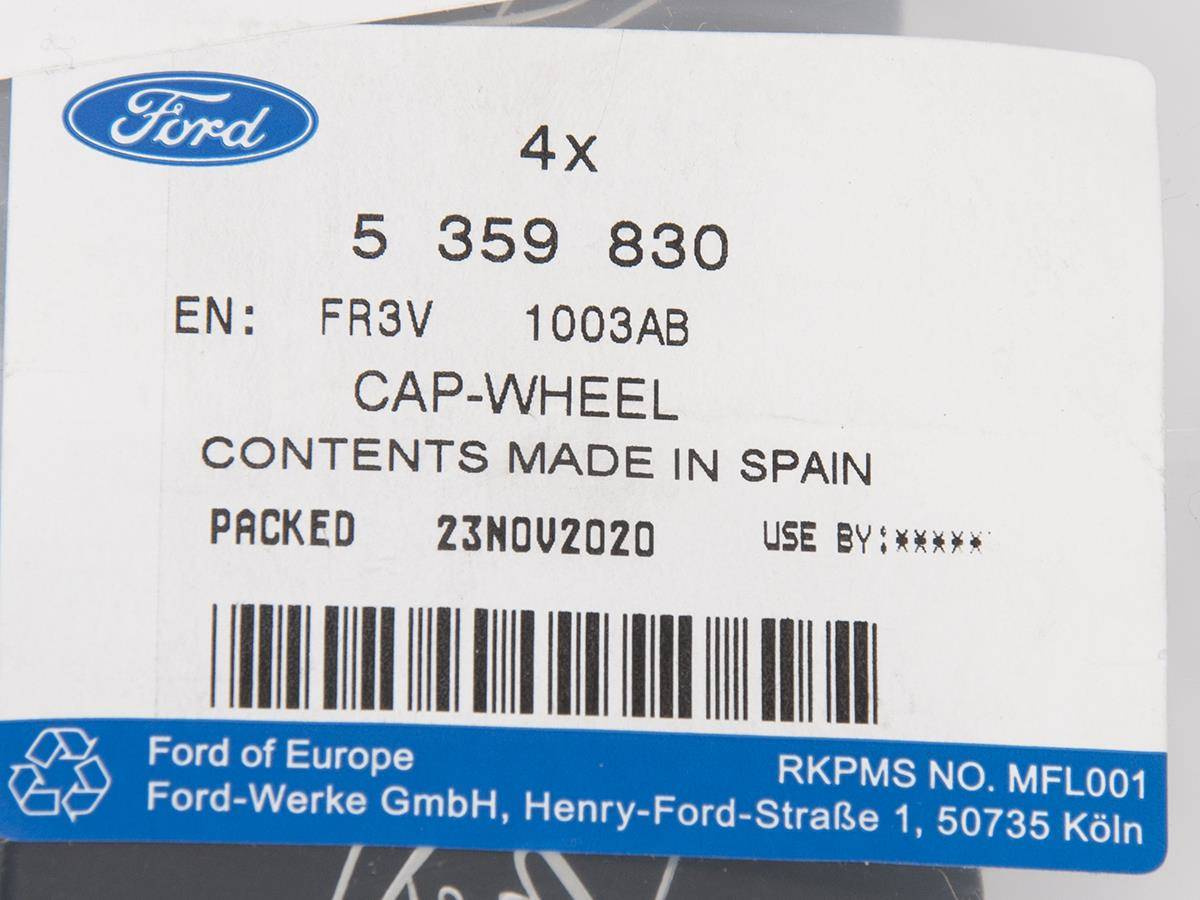 Ford
4x
5 359 830
EN: FR3V 1003AB
CAP-WHEEL
CONTENTS MADE IN SPAIN
PACKED 23NOV2020 USE BY:*****
Ford of Europe
RKPMS NO. MFL001
Ford-Werke GmbH, Henry-Ford-Straße 1, 50735 Köln